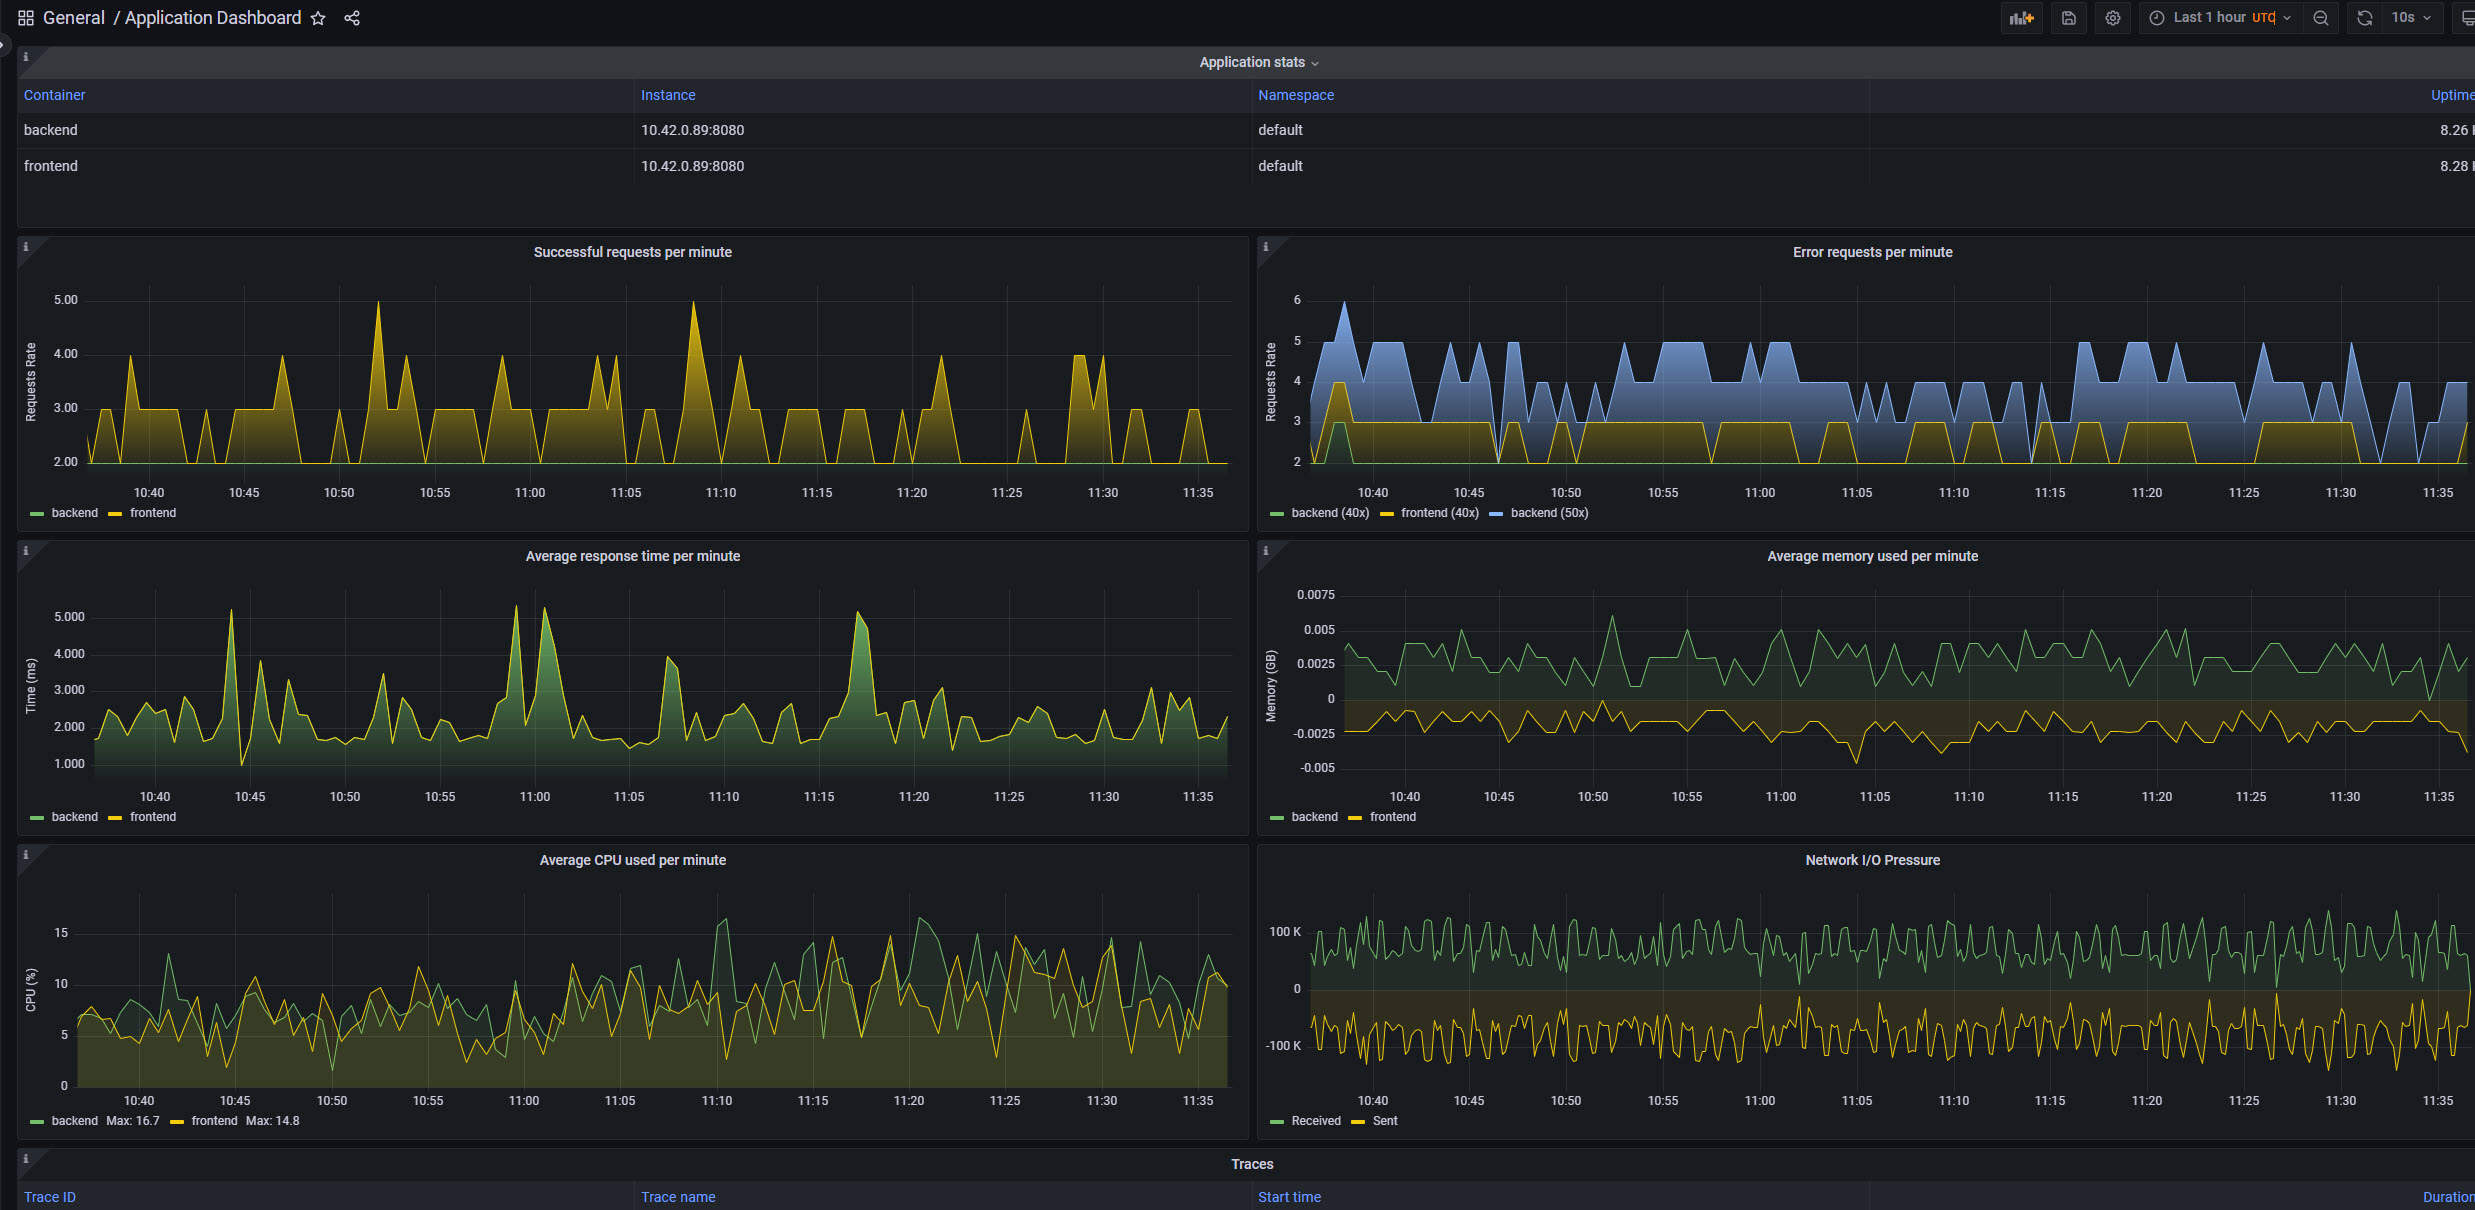 General / Application Dashboard
Last 1 hour UTC
10s
Application stats
Container Instance Namespace Uptime
backend 10.42.0.89:8080 default 8.26
frontend 10.42.0.89:8080 default 8.28
Successful requests per minute
Requests Rate
5.00
4.00
3.00
2.00
10:40 10:45 10:50 10:55 11:00 11:05 11:10 11:15 11:20 11:25 11:30 11:35
backend frontend
Error requests per minute
Requests Rate
6
5
4
3
2
10:40 10:45 10:50 10:55 11:00 11:05 11:10 11:15 11:20 11:25 11:30 11:35
backend (40x) frontend (40x) backend (50x)
Average response time per minute
Time (ms)
5.000
4.000
3.000
2.000
1.000
10:40 10:45 10:50 10:55 11:00 11:05 11:10 11:15 11:20 11:25 11:30 11:35
backend frontend
Average memory used per minute
Memory (GB)
0.0075
0.005
0.0025
0
-0.0025
-0.005
10:40 10:45 10:50 10:55 11:00 11:05 11:10 11:15 11:20 11:25 11:30 11:35
backend frontend
Average CPU used per minute
CPU (%)
15
10
5
0
10:40 10:45 10:50 10:55 11:00 11:05 11:10 11:15 11:20 11:25 11:30 11:35
backend Max: 16.7 frontend Max: 14.8
Network I/O Pressure
100 K
0
-100 K
10:40 10:45 10:50 10:55 11:00 11:05 11:10 11:15 11:20 11:25 11:30 11:35
Received Sent
Traces
Trace ID Trace name Start time Duration